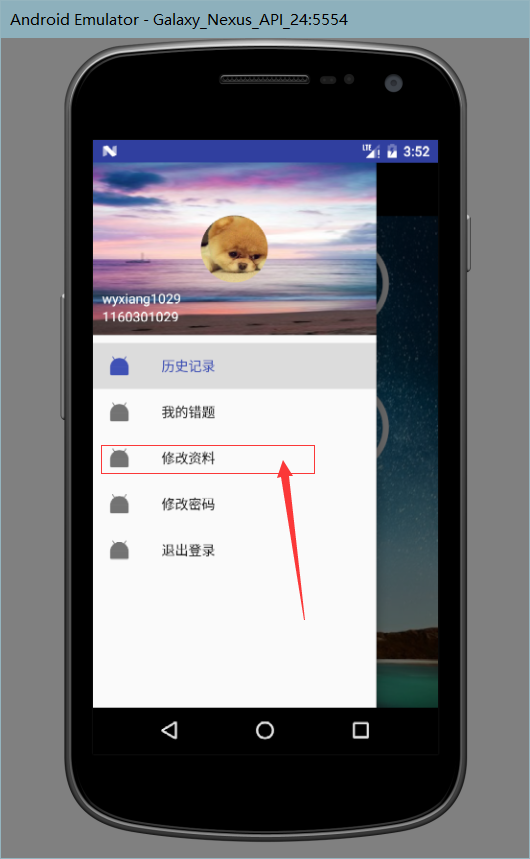 Android Emulator - Galaxy_Nexus_API_24:5554
LTE 3:52
wyxiang1029
1160301029
历史记录
我的错题
修改资料
修改密码
退出登录